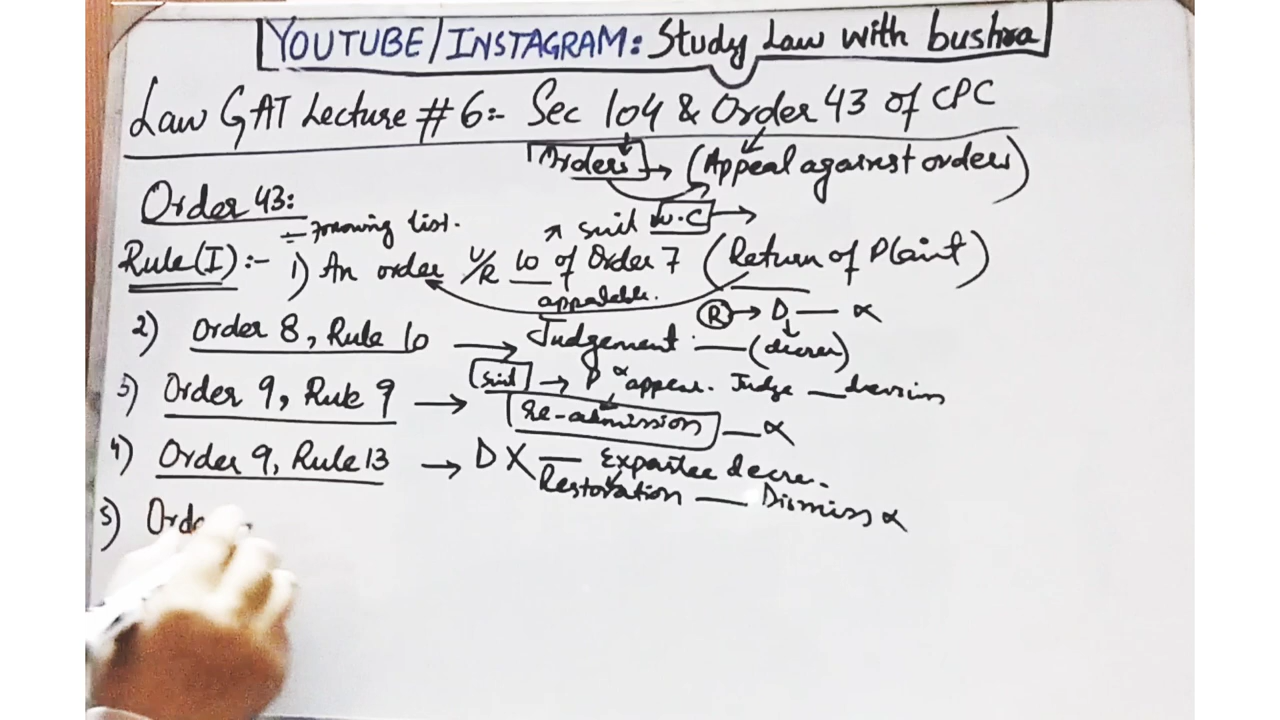 YOUTUBE/INSTAGRAM: Study Law with bushra
Law GAT Lecture # 6:- Sec 104 & Order 43 of CPC
Orders → (Appeal against orders)
Order 43:
following list.
suit w.c →
Rule(I):- 1) An order U/R 10 of Order 7 (Return of Plaint)
appealable.
R → D — α
2) Order 8, Rule 10 → Judgement — (decree)
3) Order 9, Rule 9 → suit → P α appear. Judge —
Re-admission — α
4) Order 9, Rule 13 → D X — Expartee decree.
Restoration — Dismiss α
5) Orde